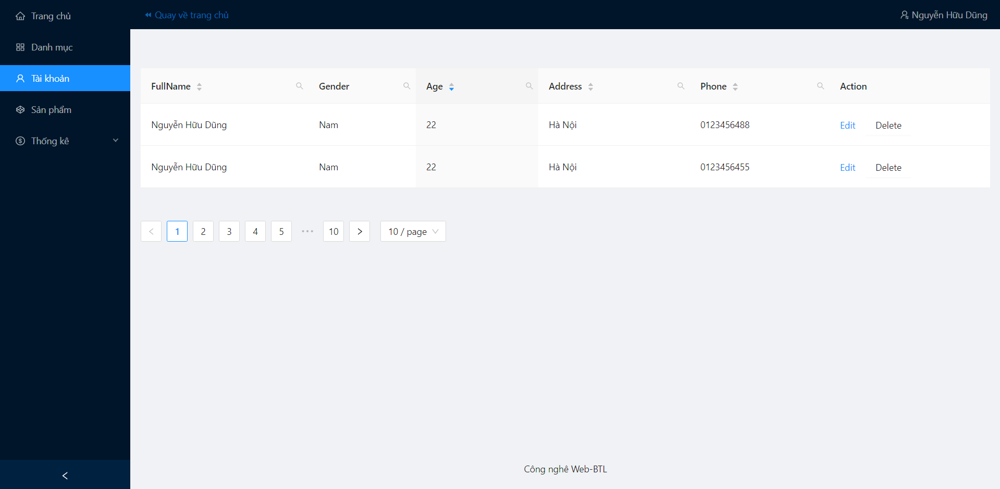 Trang chủ
Danh mục
Tài khoản
Sản phẩm
Thống kê
Quay về trang chủ
Nguyễn Hữu Dũng
FullName Gender Age Address Phone Action
Nguyễn Hữu Dũng Nam 22 Hà Nội 0123456488 Edit Delete
Nguyễn Hữu Dũng Nam 22 Hà Nội 0123456455 Edit Delete
1 2 3 4 5 ••• 10 10 / page
Công nghê Web-BTL